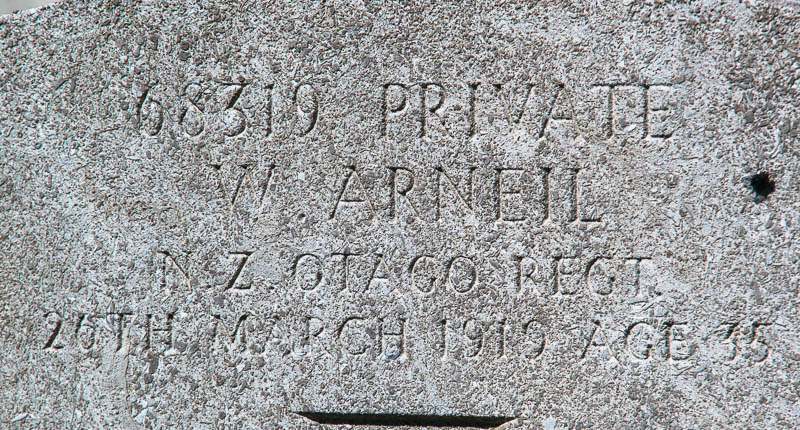 68319 PRIVATE
W. ARNEIL
N.Z. OTAGO REGT.
26TH MARCH 1919 AGE 35